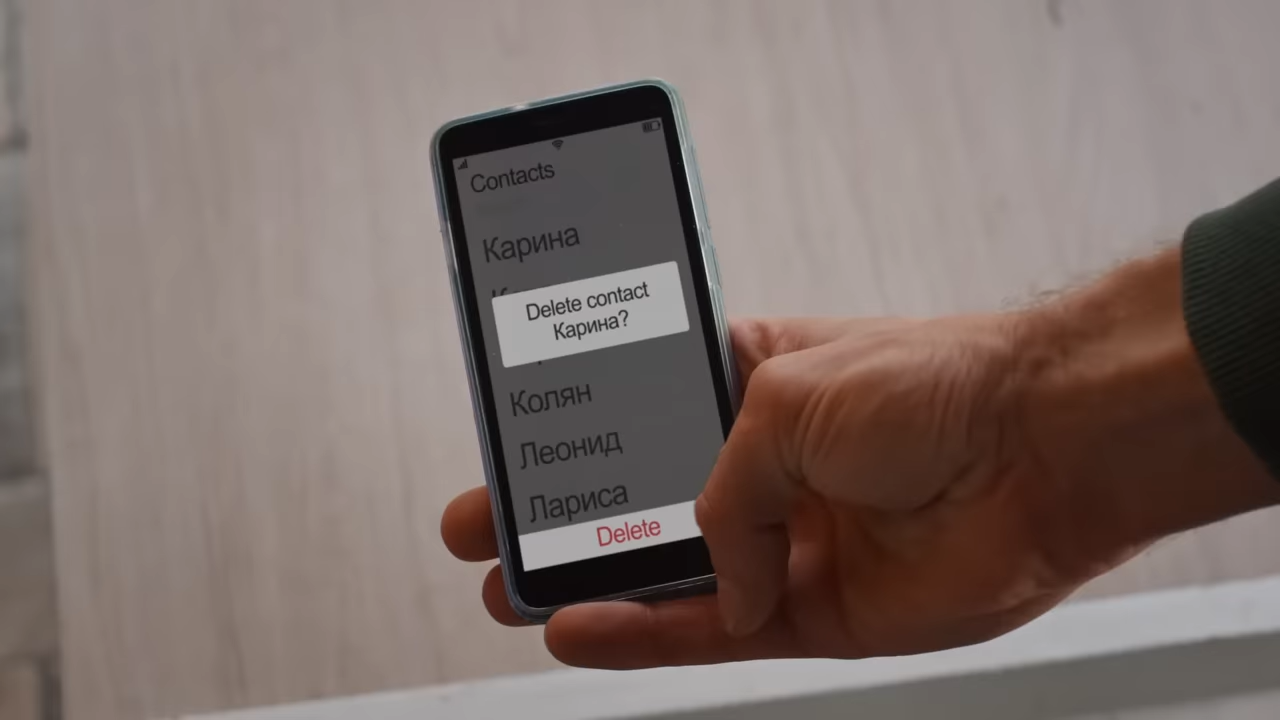 Contacts
Карина
Delete contact
Карина?
Колян
Леонид
Лариса
Delete